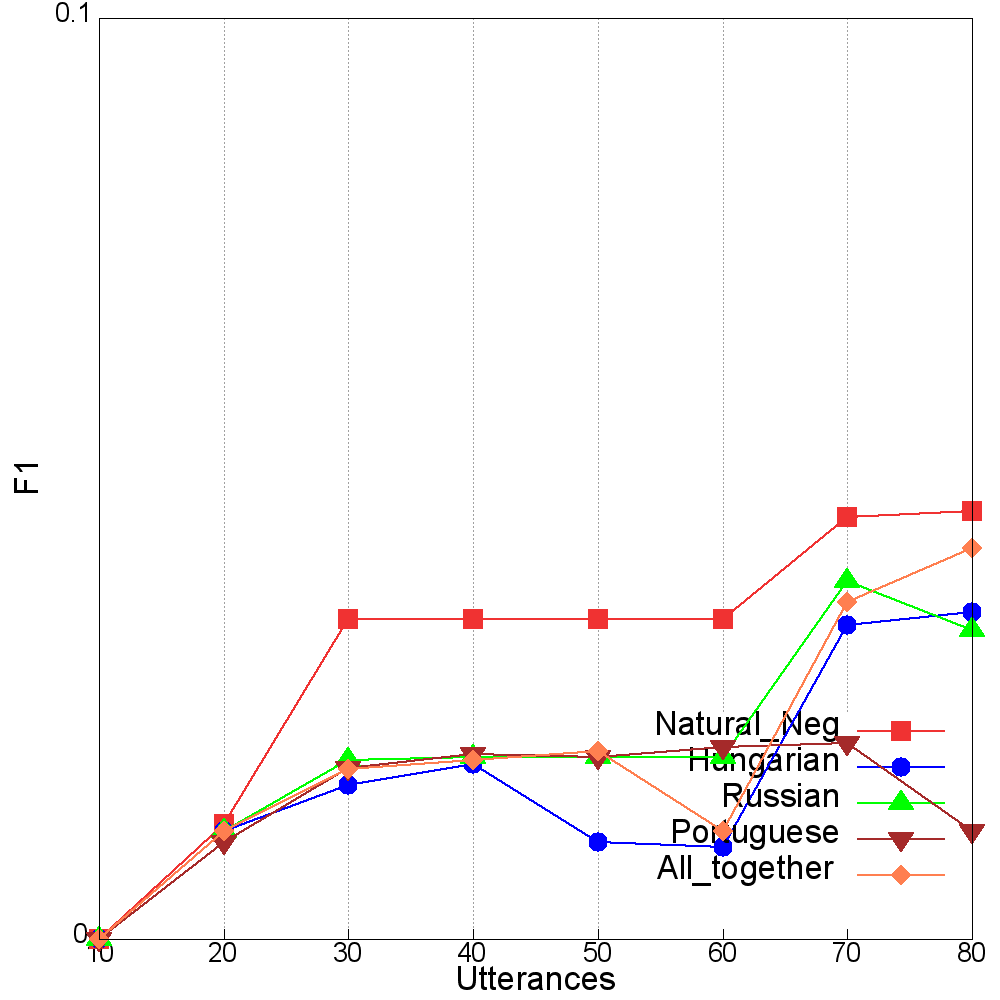 0.1
F1
Natural_Neg
Hungarian
Russian
Portuguese
All_together
0
10 20 30 40 50 60 70 80
Utterances